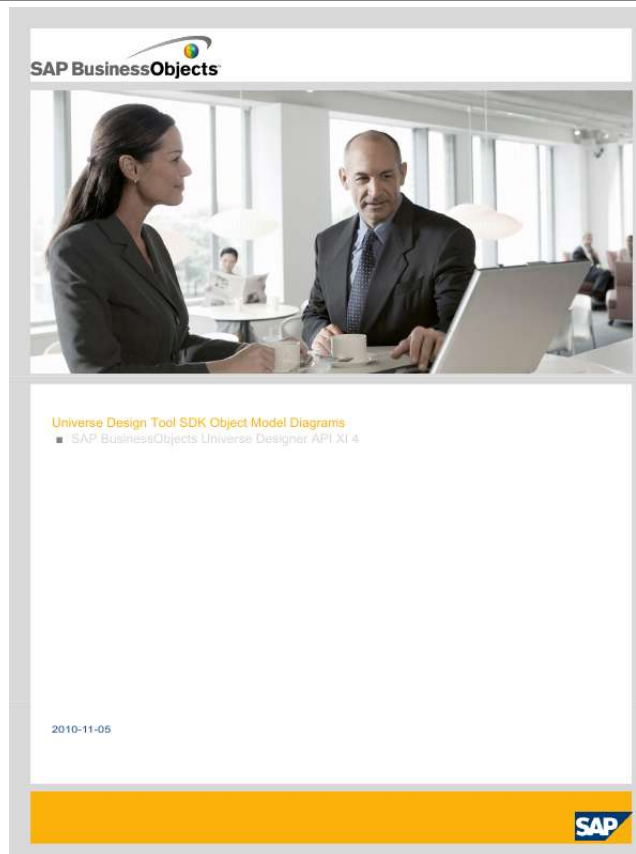 SAP BusinessObjects
Universe Design Tool SDK Object Model Diagrams
■ SAP BusinessObjects Universe Designer API XI 4
2010-11-05
SAP